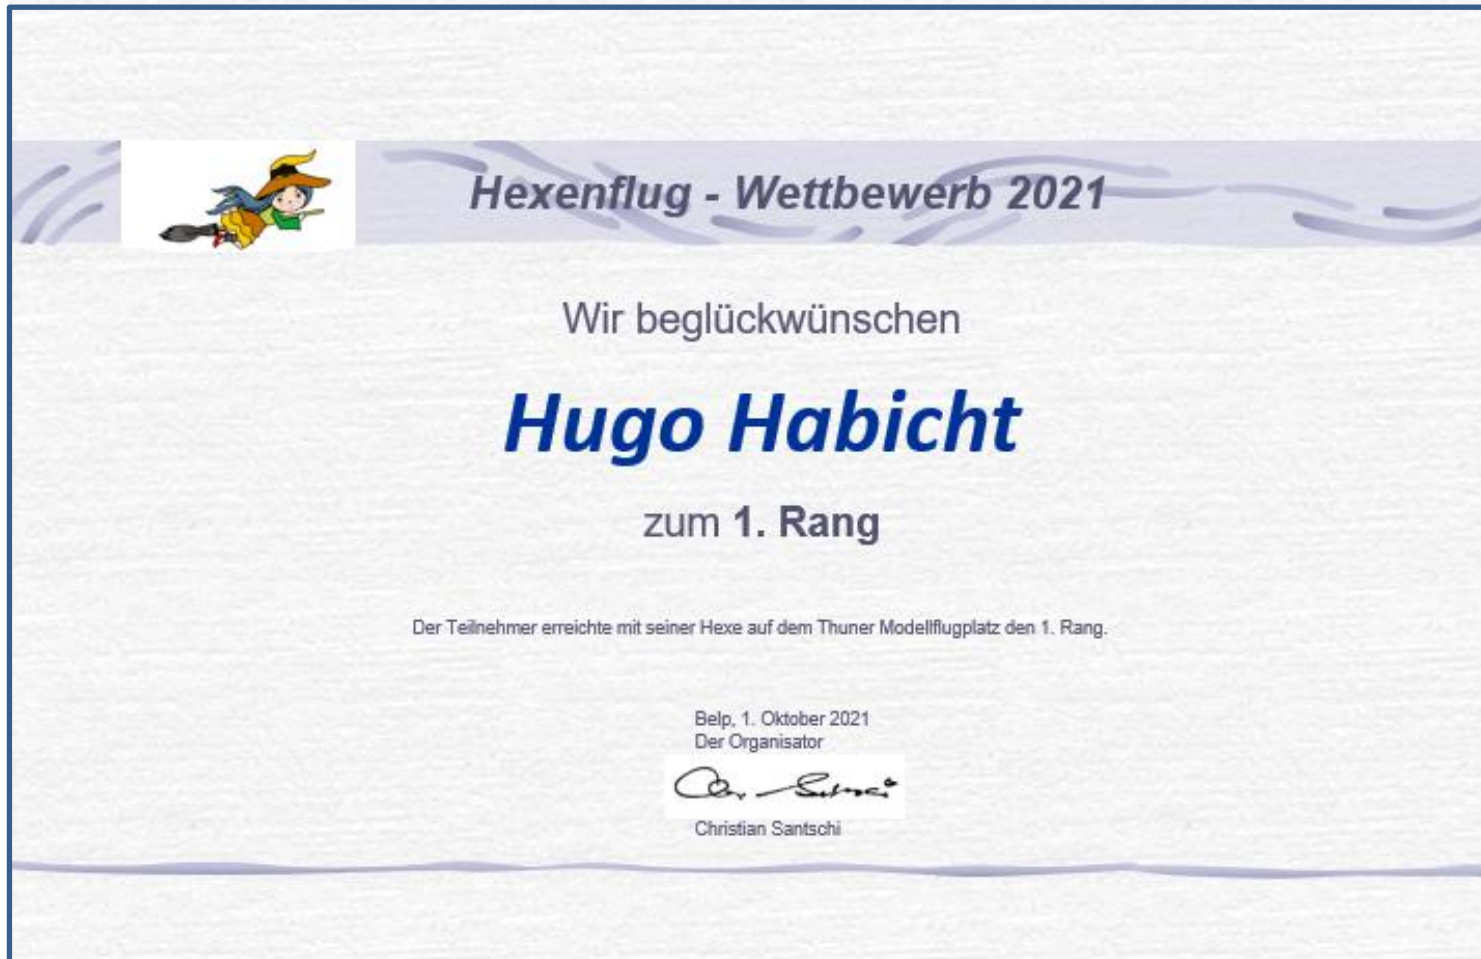 Hexenflug - Wettbewerb 2021
Wir beglückwünschen
Hugo Habicht
zum 1. Rang
Der Teilnehmer erreichte mit seiner Hexe auf dem Thuner Modellflugplatz den 1. Rang.
Belp, 1. Oktober 2021
Der Organisator
Christian Santschi